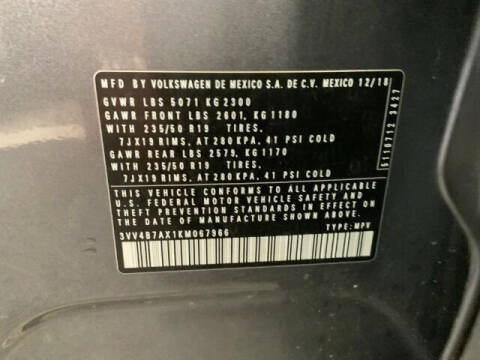 MFD BY VOLKSWAGEN DE MEXICO S.A. DE C.V. MEXICO 12/18
GVWR LBS 5071 KG 2300
GAWR FRONT LBS 2601, KG 1180
WITH 235/50 R19 TIRES,
7JX19 RIMS, AT 280 KPA, 41 PSI COLD
GAWR REAR LBS 2579, KG 1170
WITH 235/50 R19 TIRES,
7JX19 RIMS, AT 280 KPA, 41 PSI COLD
THIS VEHICLE CONFORMS TO ALL APPLICABLE
U.S. FEDERAL MOTOR VEHICLE SAFETY AND
THEFT PREVENTION STANDARDS IN EFFECT ON
THE DATE OF MANUFACTURE SHOWN ABOVE.
3VV4B7AX1KM067966 TYPE: MPV
5110712 3427